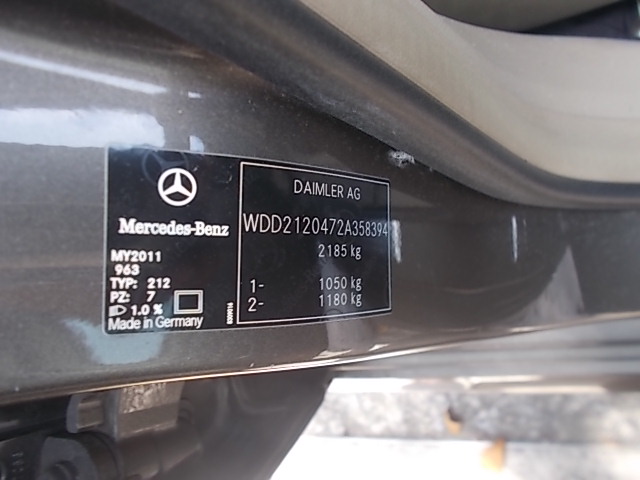 Mercedes-Benz
MY2011
963
TYP: 212
PZ: 7
1.0 %
Made in Germany
DAIMLER AG
WDD2120472A358394
2185 kg
1- 1050 kg
2- 1180 kg